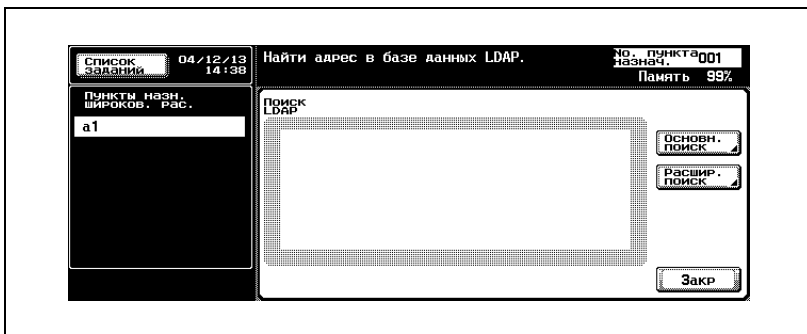 Список
заданий
04/12/13
14:38
Найти адрес в базе данных LDAP.
No. пункта
назнач.
001
Память 99%
Пункты назн.
широков. Рас.
a1
Поиск
LDAP
Основн.
поиск
Расшир.
поиск
Закр